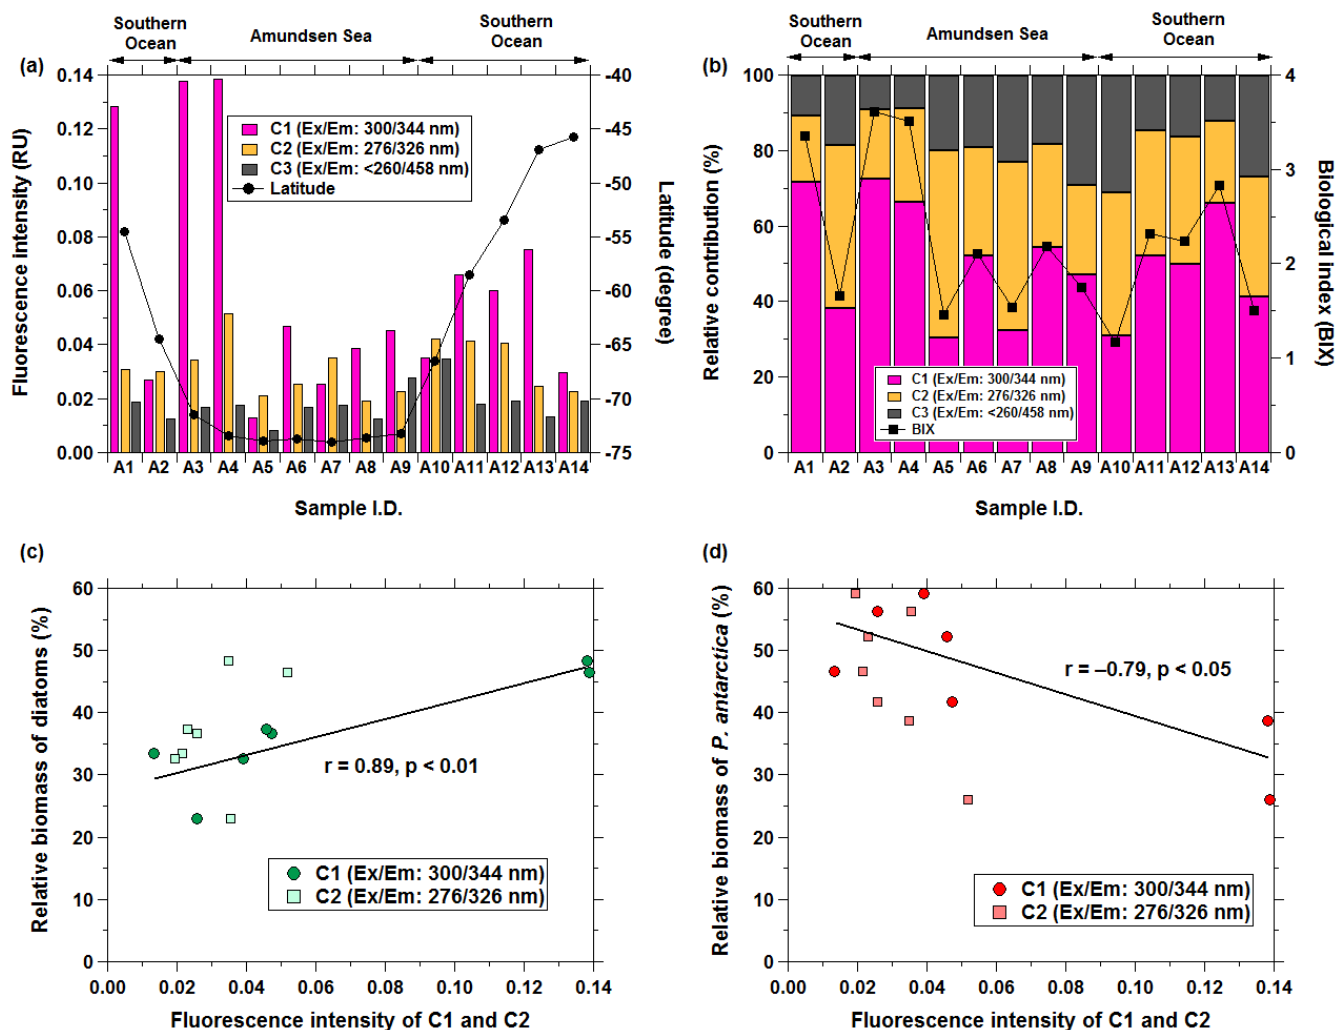 Southern
Ocean
Amundsen Sea
Southern
Ocean
(a)
0.14
0.12
0.10
0.08
0.06
0.04
0.02
0.00
Fluorescence intensity (RU)
C1 (Ex/Em: 300/344 nm)
C2 (Ex/Em: 276/326 nm)
C3 (Ex/Em: <260/458 nm)
Latitude
-40
-45
-50
-55
-60
-65
-70
-75
Latitude (degree)
A1 A2 A3 A4 A5 A6 A7 A8 A9 A10 A11 A12 A13 A14
Sample I.D.
Southern
Ocean
Amundsen Sea
Southern
Ocean
(b)
100
80
60
40
20
0
Relative contribution (%)
C1 (Ex/Em: 300/344 nm)
C2 (Ex/Em: 276/326 nm)
C3 (Ex/Em: <260/458 nm)
BIX
4
3
2
1
0
Biological index (BIX)
A1 A2 A3 A4 A5 A6 A7 A8 A9 A10 A11 A12 A13 A14
Sample I.D.
(c)
60
50
40
30
20
10
0
Relative biomass of diatoms (%)
r = 0.89, p < 0.01
C1 (Ex/Em: 300/344 nm)
C2 (Ex/Em: 276/326 nm)
0.00 0.02 0.04 0.06 0.08 0.10 0.12 0.14
Fluorescence intensity of C1 and C2
(d)
60
50
40
30
20
10
0
Relative biomass of P. antarctica (%)
r = –0.79, p < 0.05
C1 (Ex/Em: 300/344 nm)
C2 (Ex/Em: 276/326 nm)
0.00 0.02 0.04 0.06 0.08 0.10 0.12 0.14
Fluorescence intensity of C1 and C2